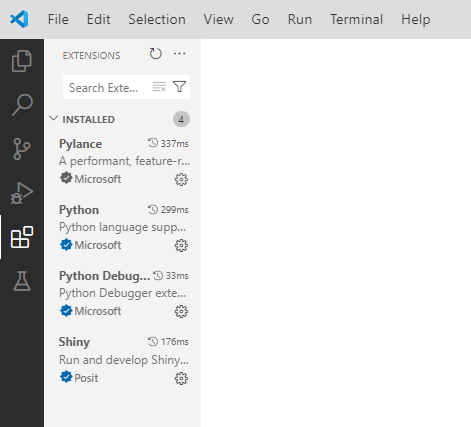 File Edit Selection View Go Run Terminal Help
EXTENSIONS
Search Exte...
INSTALLED 4
Pylance 337ms
A performant, feature-r...
Microsoft
Python 299ms
Python language supp...
Microsoft
Python Debug... 33ms
Python Debugger exte...
Microsoft
Shiny 176ms
Run and develop Shiny...
Posit